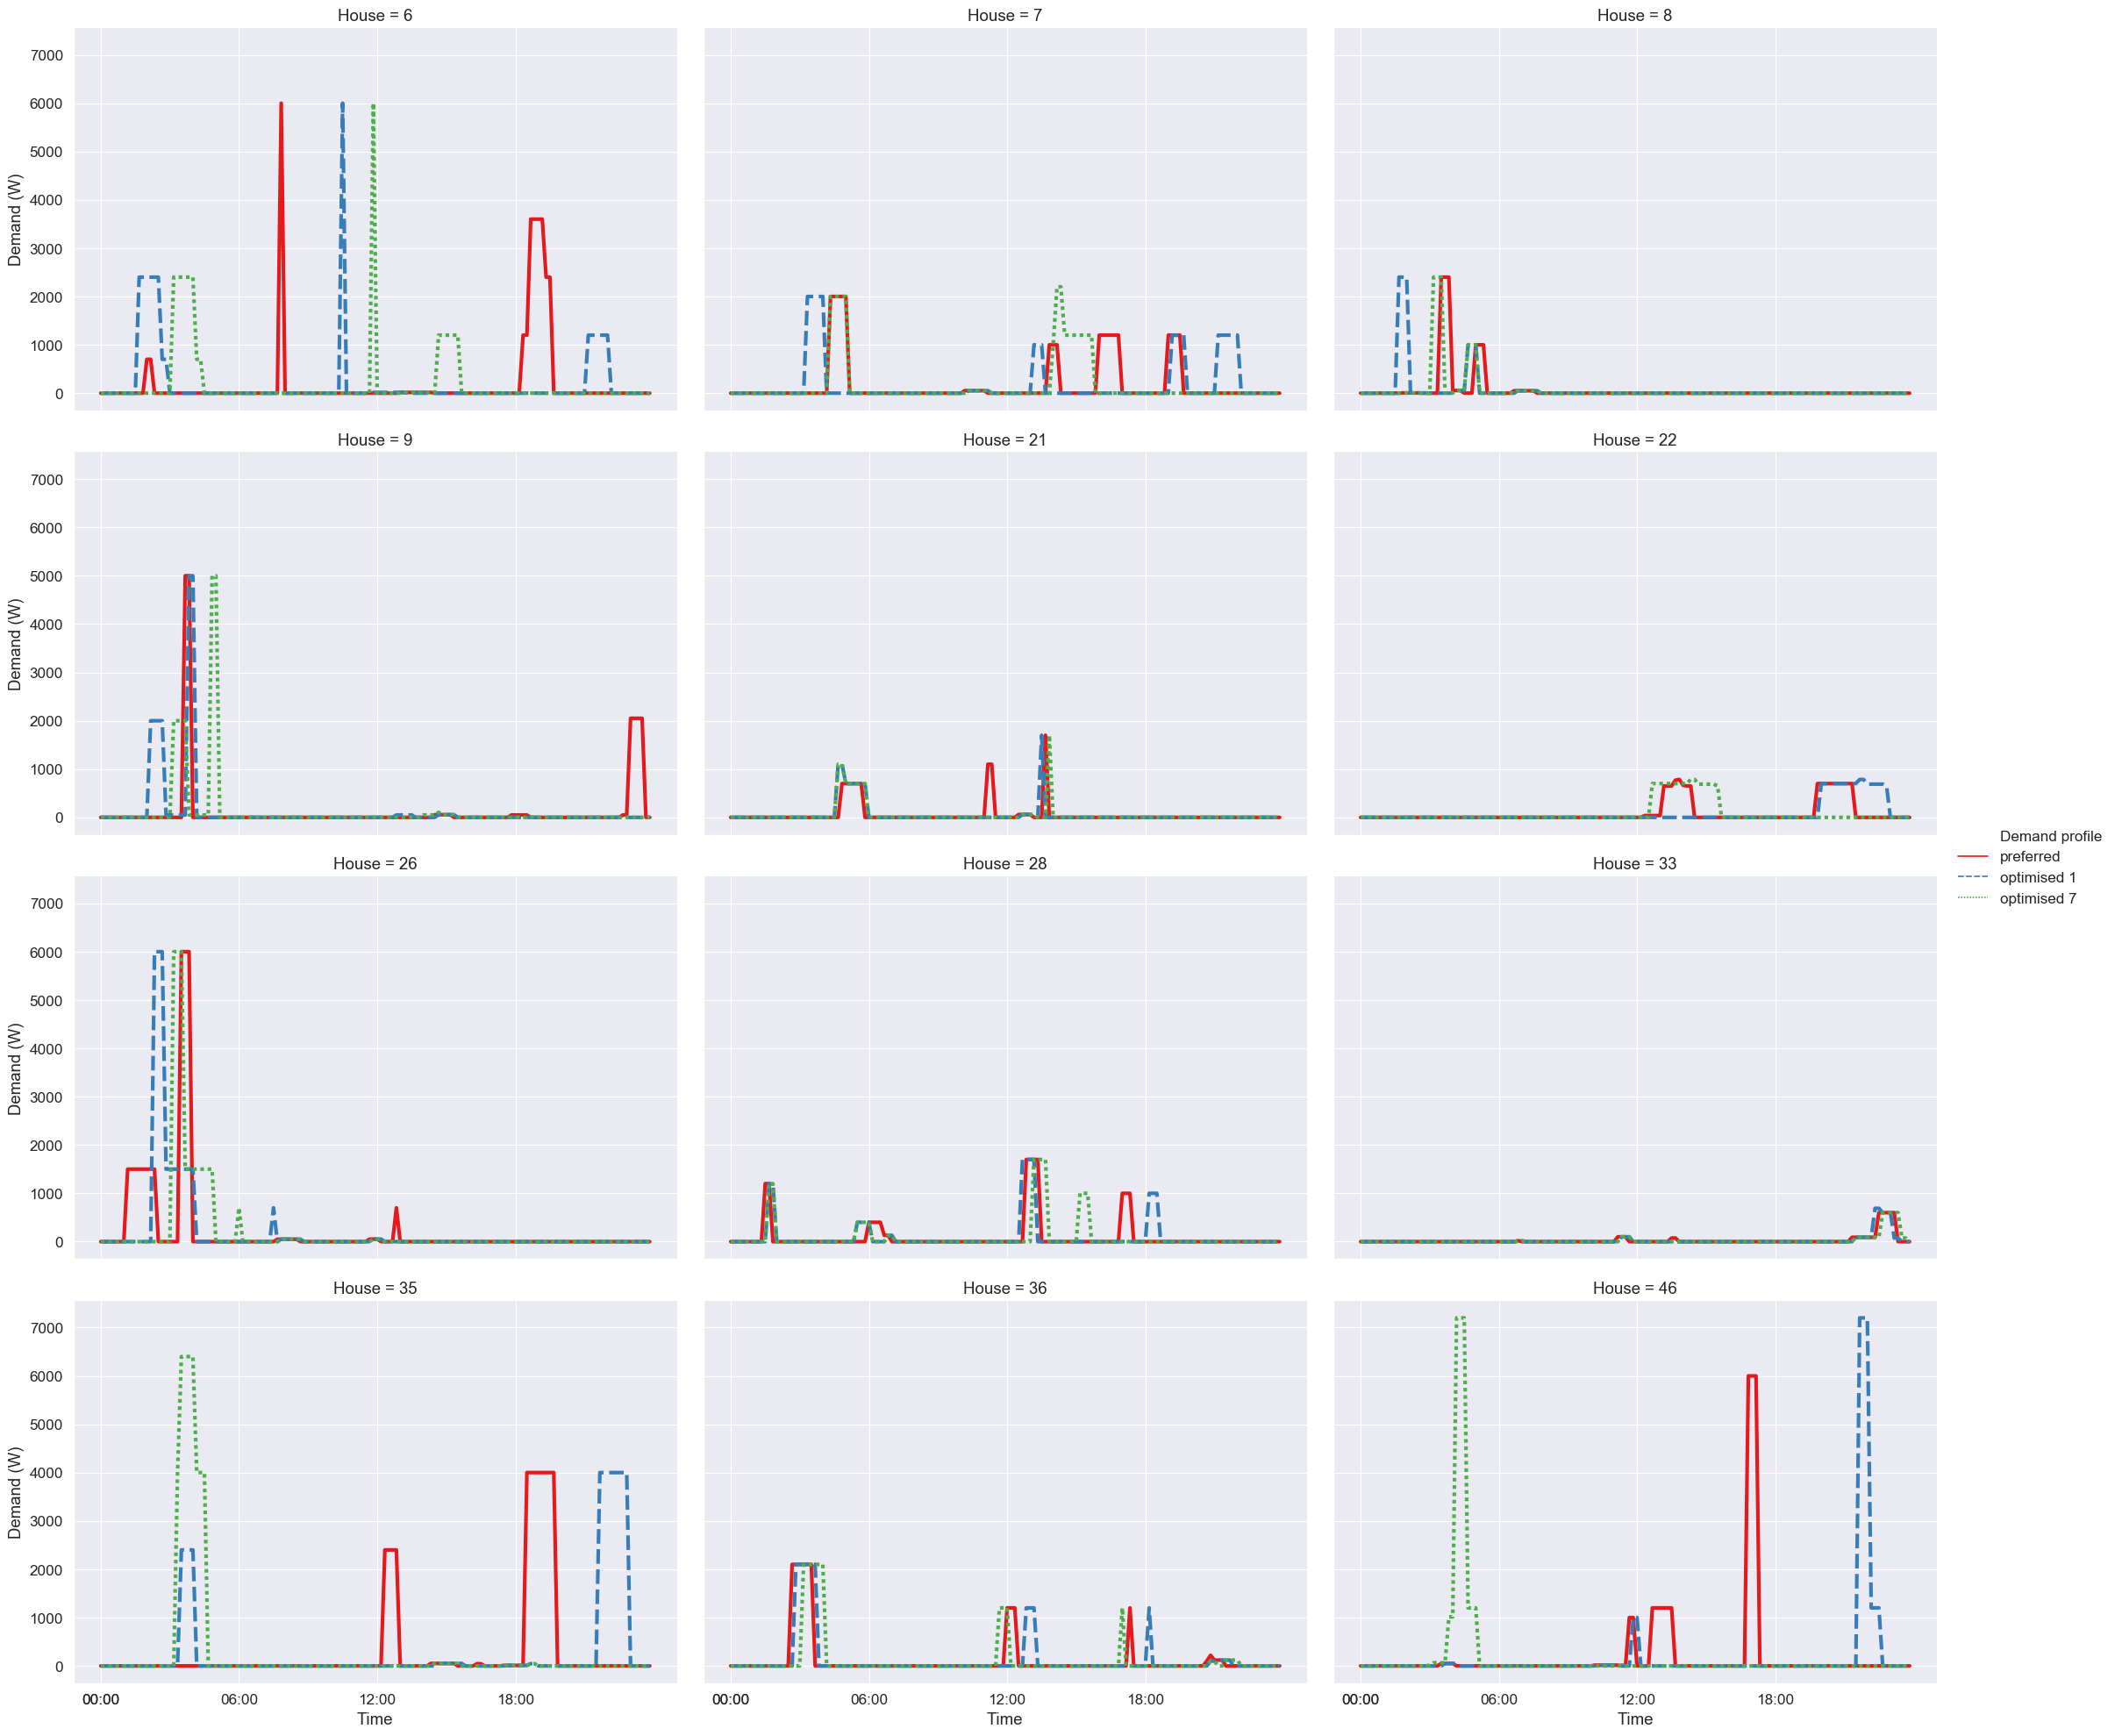 House = 6
House = 7
House = 8
7000
6000
5000
4000
3000
2000
1000
0
Demand (W)
House = 9
House = 21
House = 22
7000
6000
5000
4000
3000
2000
1000
0
Demand (W)
Demand profile
preferred
optimised 1
optimised 7
House = 26
House = 28
House = 33
7000
6000
5000
4000
3000
2000
1000
0
Demand (W)
House = 35
House = 36
House = 46
7000
6000
5000
4000
3000
2000
1000
0
Demand (W)
00:00 06:00 12:00 18:00
Time
00:00 06:00 12:00 18:00
Time
00:00 06:00 12:00 18:00
Time